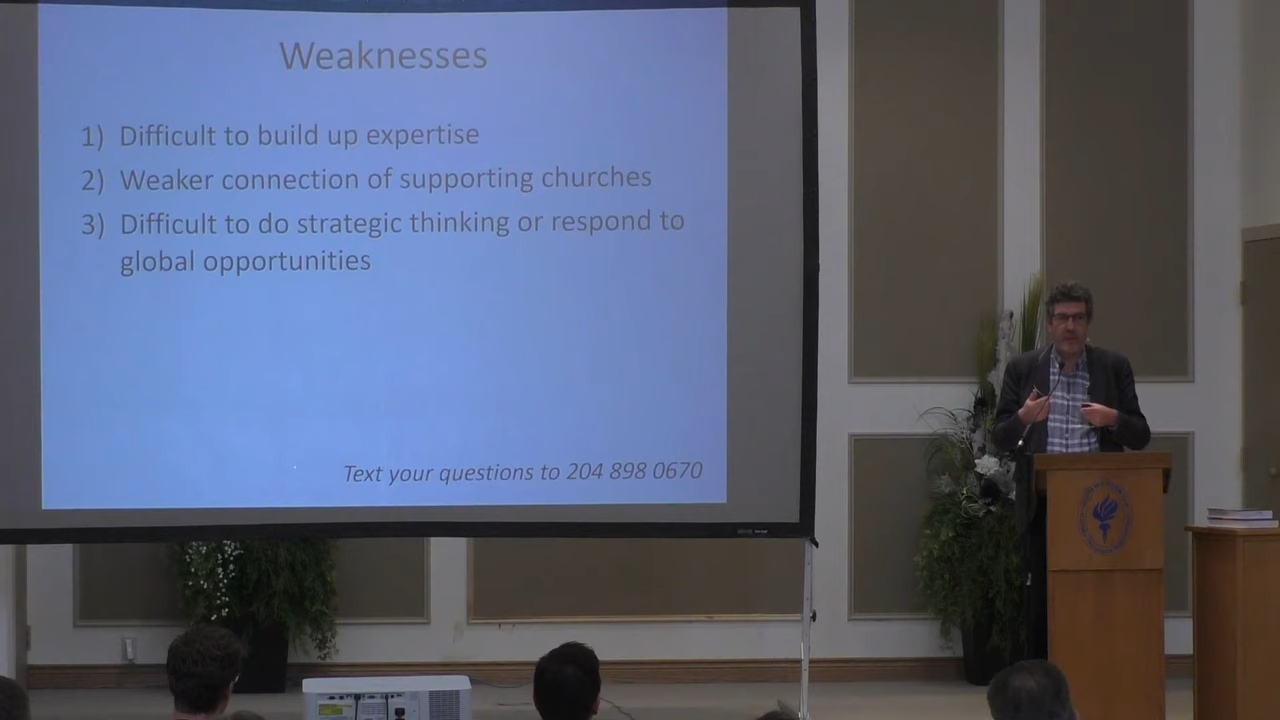 Weaknesses
1) Difficult to build up expertise
2) Weaker connection of supporting churches
3) Difficult to do strategic thinking or respond to
global opportunities
Text your questions to 204 898 0670